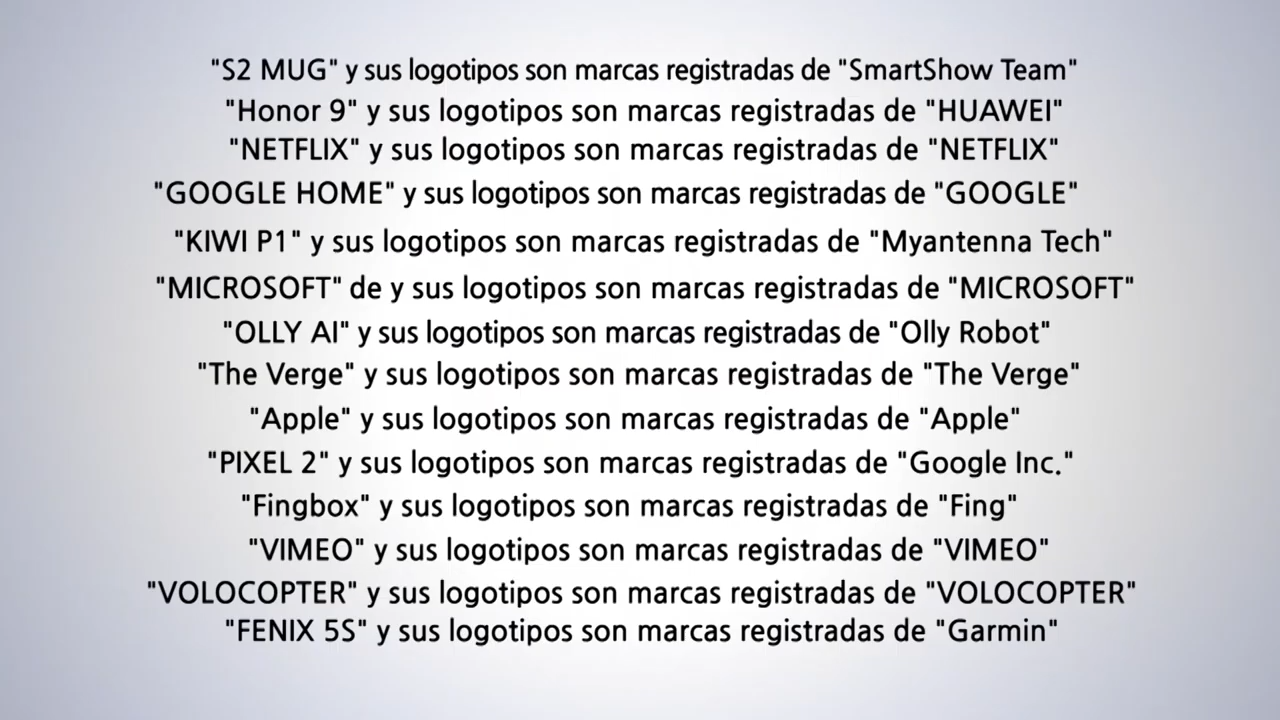 "S2 MUG" y sus logotipos son marcas registradas de "SmartShow Team"
"Honor 9" y sus logotipos son marcas registradas de "HUAWEI"
"NETFLIX" y sus logotipos son marcas registradas de "NETFLIX"
"GOOGLE HOME" y sus logotipos son marcas registradas de "GOOGLE"
"KIWI P1" y sus logotipos son marcas registradas de "Myantenna Tech"
"MICROSOFT" de y sus logotipos son marcas registradas de "MICROSOFT"
"OLLY AI" y sus logotipos son marcas registradas de "Olly Robot"
"The Verge" y sus logotipos son marcas registradas de "The Verge"
"Apple" y sus logotipos son marcas registradas de "Apple"
"PIXEL 2" y sus logotipos son marcas registradas de "Google Inc."
"Fingbox" y sus logotipos son marcas registradas de "Fing"
"VIMEO" y sus logotipos son marcas registradas de "VIMEO"
"VOLOCOPTER" y sus logotipos son marcas registradas de "VOLOCOPTER"
"FENIX 5S" y sus logotipos son marcas registradas de "Garmin"